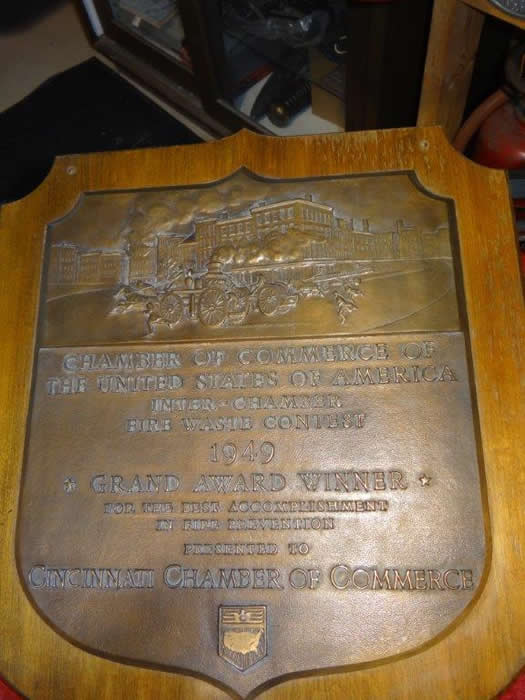 CHAMBER OF COMMERCE OF
THE UNITED STATES OF AMERICA
INTER-CHAMBER
FIRE WASTE CONTEST
1949
★ GRAND AWARD WINNER ★
FOR THE BEST ACCOMPLISHMENT
IN FIRE PREVENTION
PRESENTED TO
CINCINNATI CHAMBER OF COMMERCE